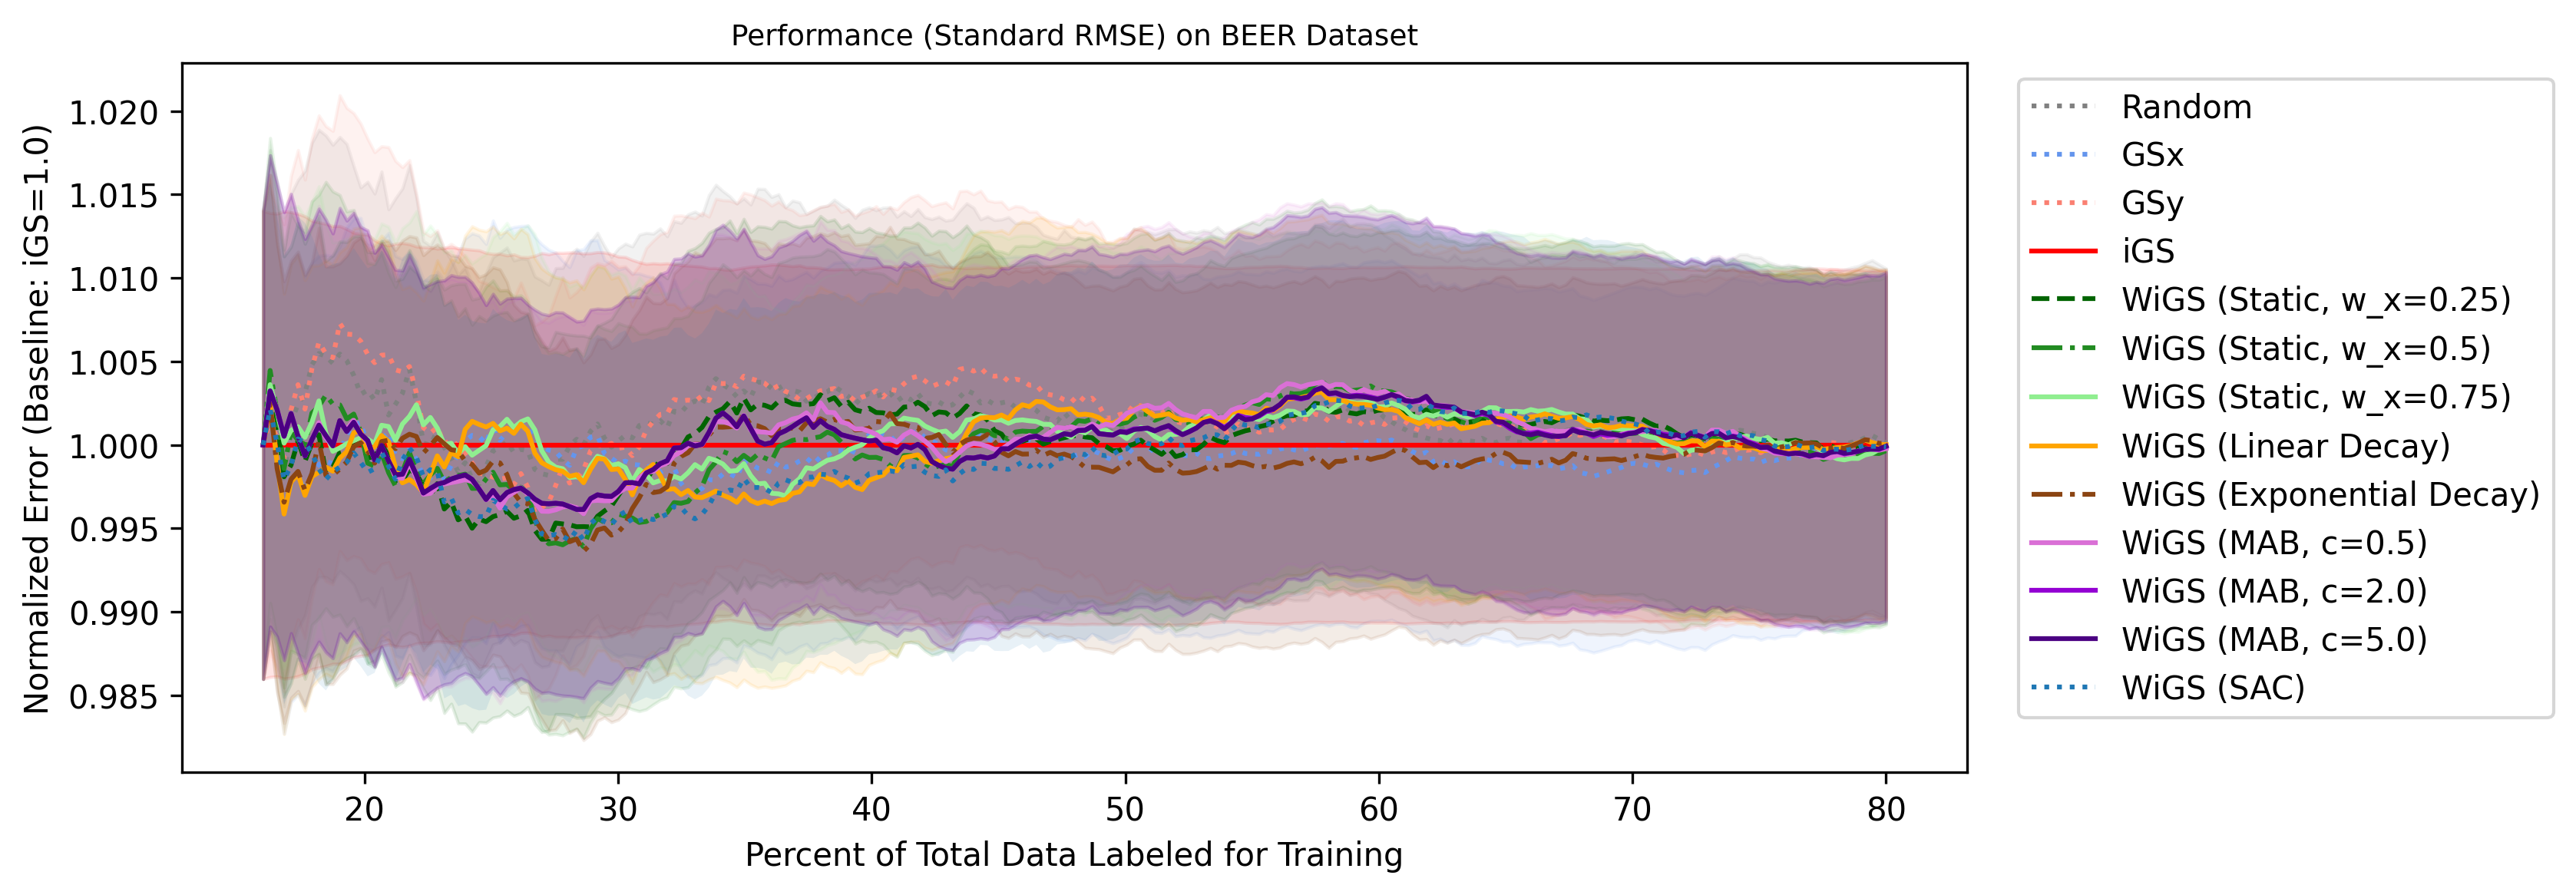 Performance (Standard RMSE) on BEER Dataset
Normalized Error (Baseline: iGS=1.0)
1.020
1.015
1.010
1.005
1.000
0.995
0.990
0.985
20 30 40 50 60 70 80
Percent of Total Data Labeled for Training
Random
GSx
GSy
iGS
WiGS (Static, w_x=0.25)
WiGS (Static, w_x=0.5)
WiGS (Static, w_x=0.75)
WiGS (Linear Decay)
WiGS (Exponential Decay)
WiGS (MAB, c=0.5)
WiGS (MAB, c=2.0)
WiGS (MAB, c=5.0)
WiGS (SAC)